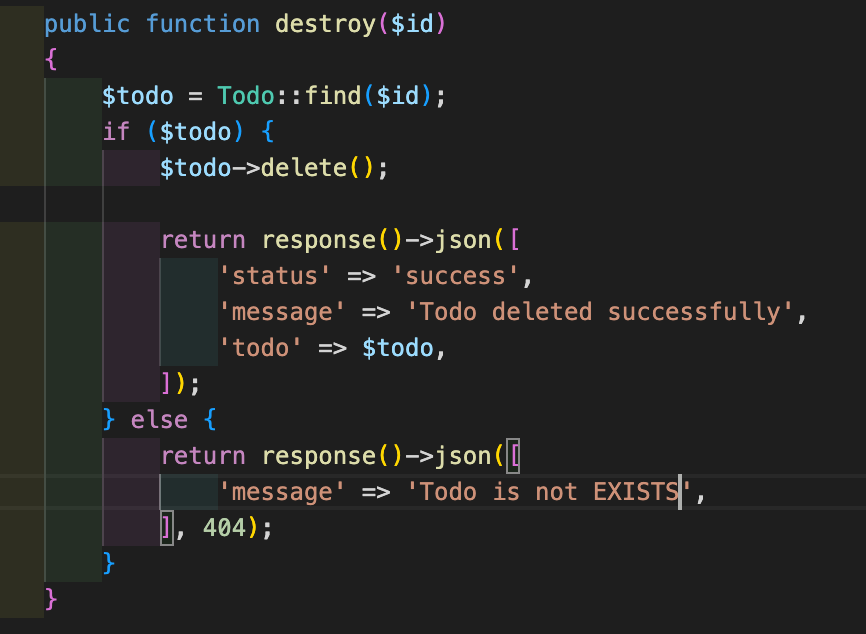 public function destroy($id)
{
    $todo = Todo::find($id);
    if ($todo) {
        $todo->delete();

        return response()->json([
            'status' => 'success',
            'message' => 'Todo deleted successfully',
            'todo' => $todo,
        ]);
    } else {
        return response()->json([
            'message' => 'Todo is not EXISTS',
        ], 404);
    }
}